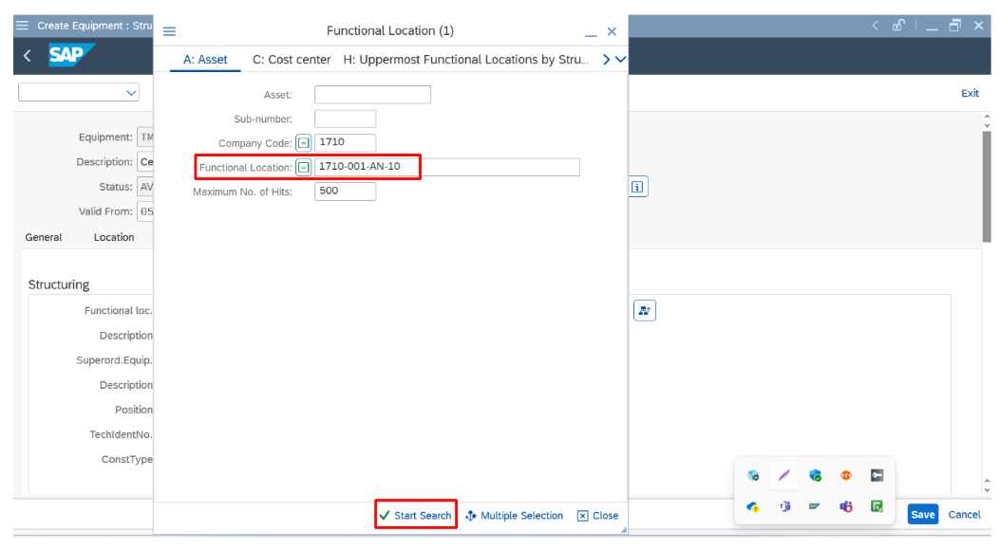 Create Equipment : Stru
Functional Location (1)
SAP
A: Asset C: Cost center H: Uppermost Functional Locations by Stru...
Exit
Asset:
Sub-number:
Company Code: 1710
Functional Location: 1710-001-AN-10
Maximum No. of Hits: 500
Equipment: TM
Description: Ce
Status: AV
Valid From: 05
General Location
Structuring
Functional loc.
Description
Superord.Equip.
Description
Position
TechIdentNo.
ConstType
Start Search Multiple Selection Close
Save Cancel